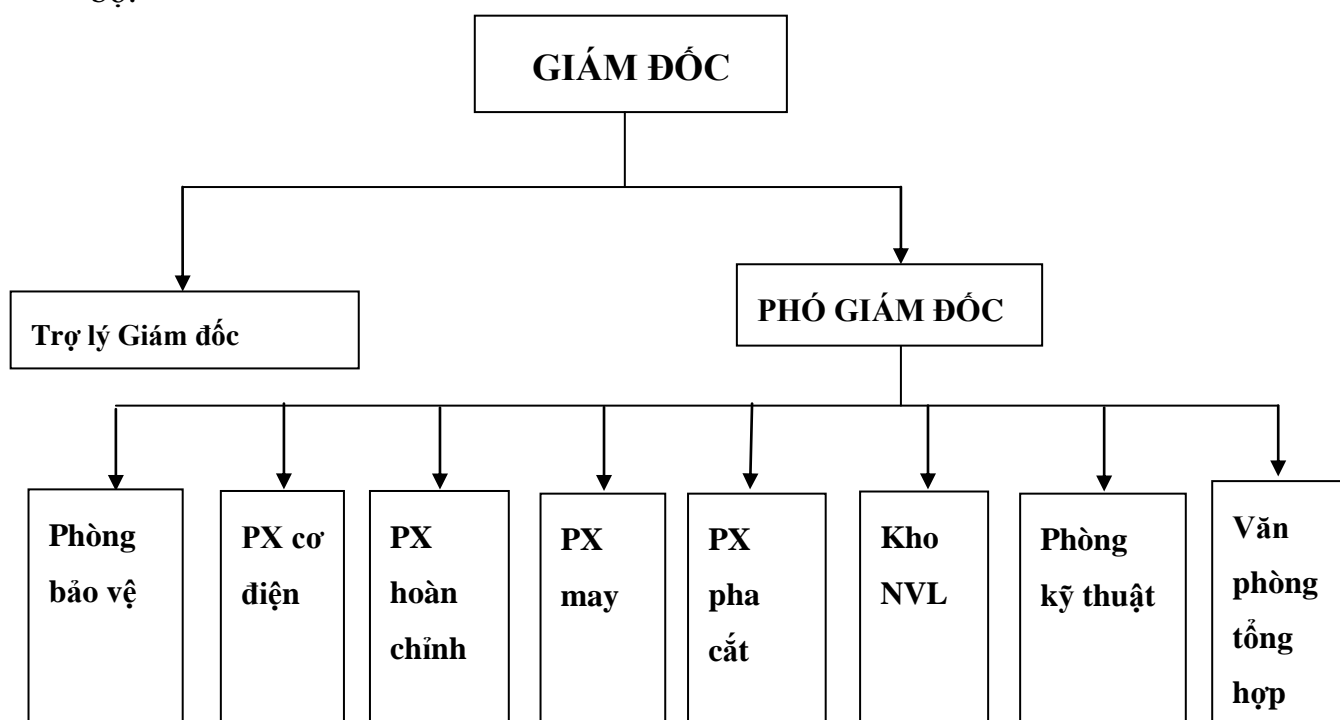 GIÁM ĐỐC
Trợ lý Giám đốc
PHÓ GIÁM ĐỐC
Phòng
bảo vệ
PX cơ
điện
PX
hoàn
chỉnh
PX
may
PX
pha
cắt
Kho
NVL
Phòng
kỹ thuật
Văn
phòng
tổng
hợp